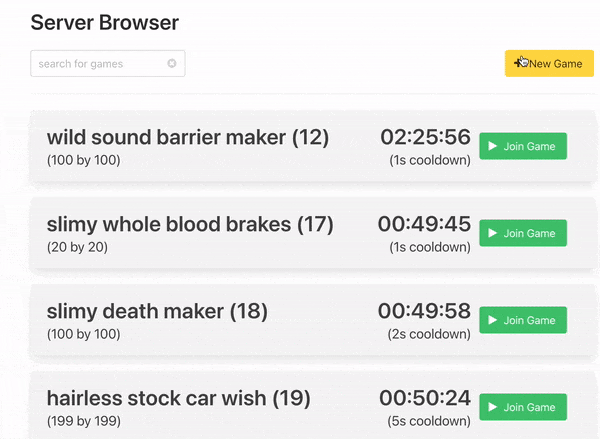 Server Browser
search for games
New Game
wild sound barrier maker (12) 02:25:56 Join Game
(100 by 100) (1s cooldown)
slimy whole blood brakes (17) 00:49:45 Join Game
(20 by 20) (1s cooldown)
slimy death maker (18) 00:49:58 Join Game
(100 by 100) (2s cooldown)
hairless stock car wish (19) 00:50:24 Join Game
(199 by 199) (5s cooldown)